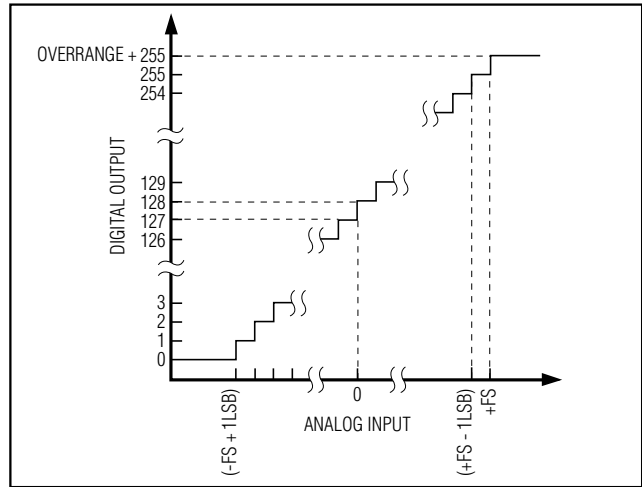 OVERRANGE + 255
255
254
129
128
127
126
3
2
1
0
DIGITAL OUTPUT
(-FS + 1LSB)
0
(+FS - 1LSB)
+FS
ANALOG INPUT